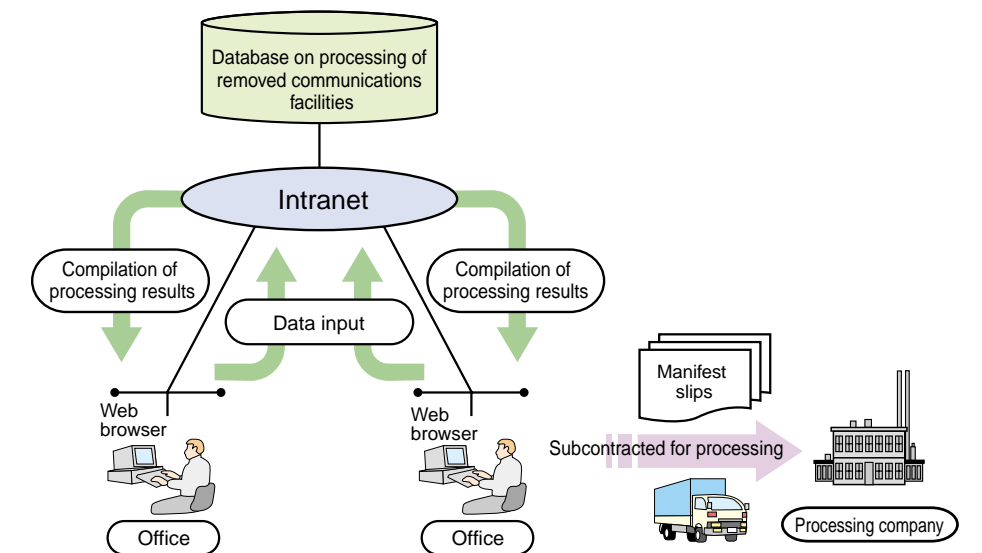 Database on processing of
removed communications
facilities
Intranet
Compilation of
processing results
Compilation of
processing results
Data input
Web
browser
Office
Web
browser
Office
Manifest
slips
Subcontracted for processing
Processing company